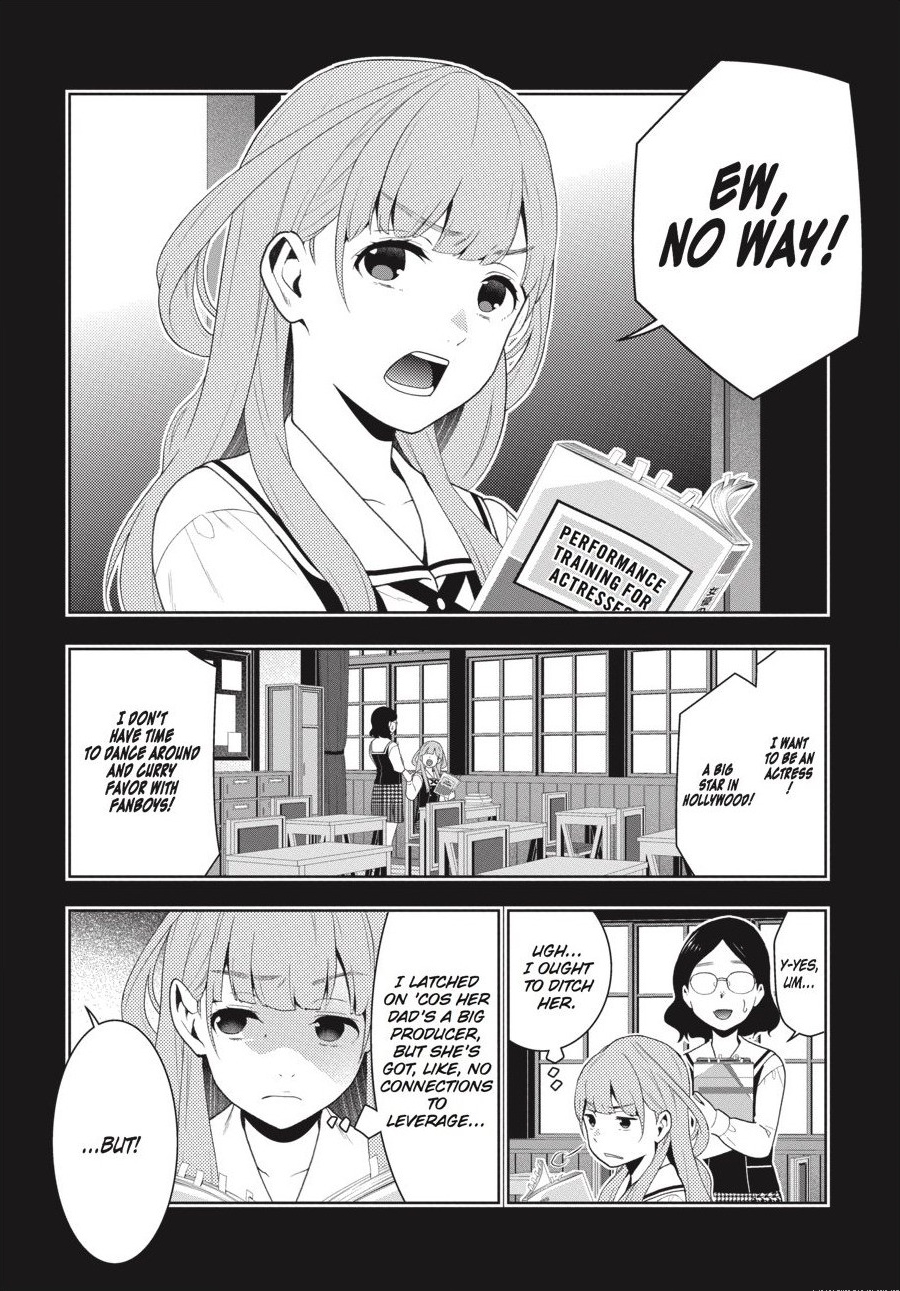 EW,
NO WAY!
PERFORMANCE
TRAINING FOR
ACTRESSES
I WANT
TO BE AN
ACTRESS
!
A BIG
STAR IN
HOLLYWOOD!
I DON'T
HAVE TIME
TO DANCE AROUND
AND CURRY
FAVOR WITH
FANBOYS!
Y-YES,
UM...
UGH...
I OUGHT
TO DITCH
HER.
I LATCHED
ON 'COS HER
DAD'S A BIG
PRODUCER,
BUT SHE'S
GOT, LIKE, NO
CONNECTIONS
TO
LEVERAGE...
...BUT!